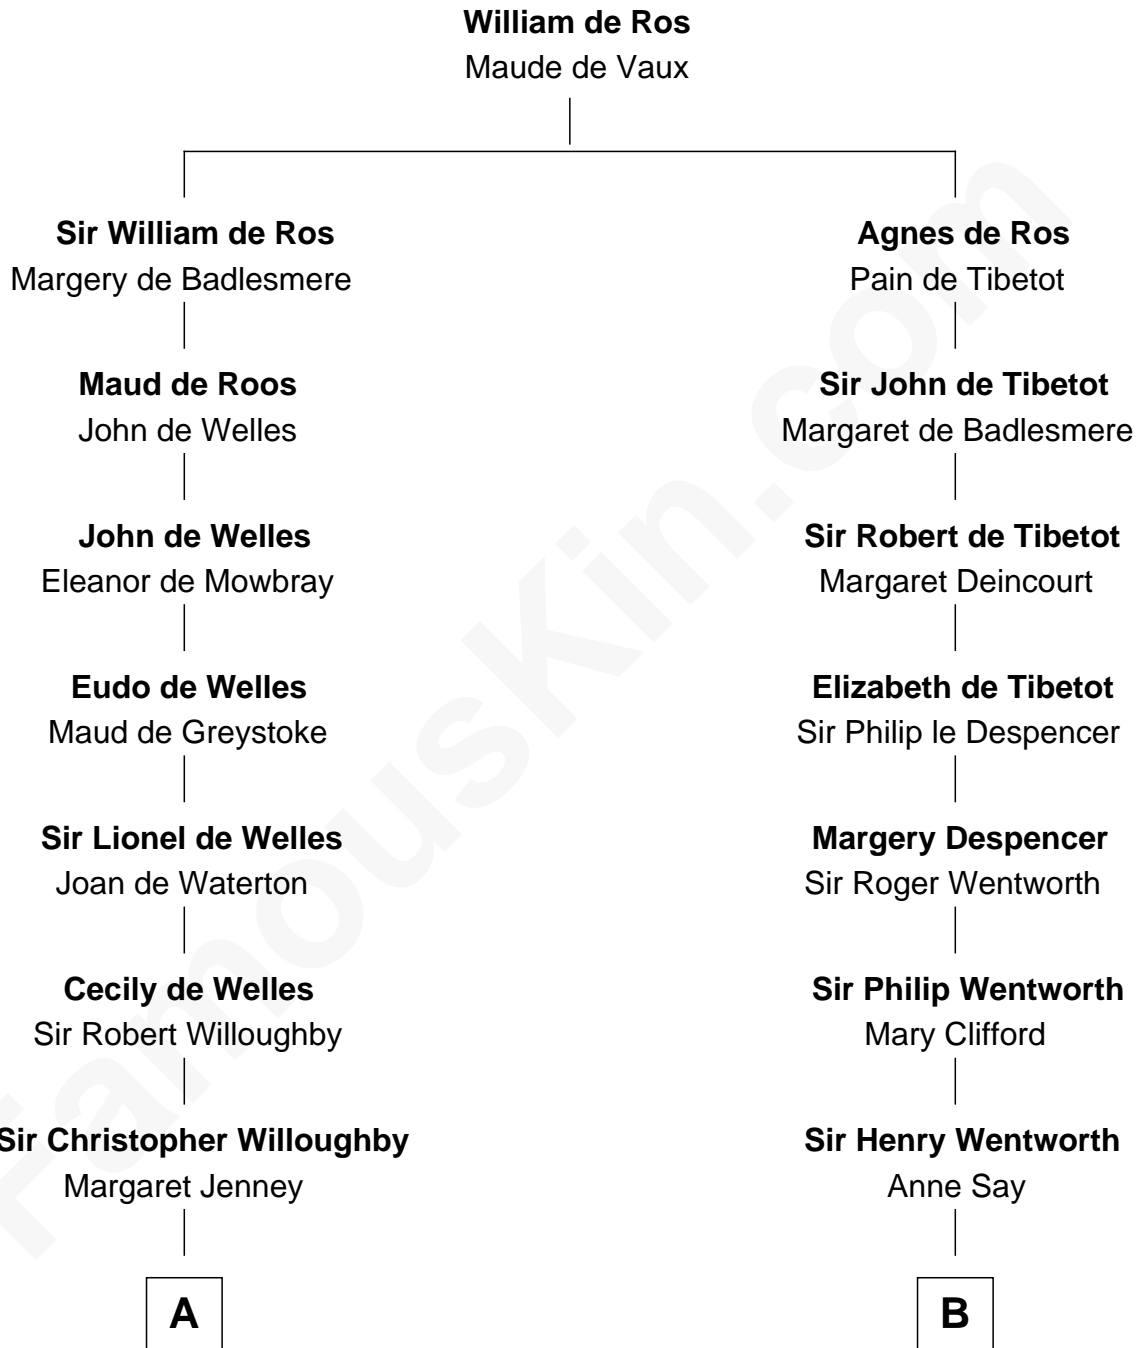 William de Ros
Maude de Vaux
Sir William de Ros
Margery de Badlesmere
Agnes de Ros
Pain de Tibetot
Maud de Roos
John de Welles
Sir John de Tibetot
Margaret de Badlesmere
John de Welles
Eleanor de Mowbray
Sir Robert de Tibetot
Margaret Deincourt
Eudo de Welles
Maud de Greystoke
Elizabeth de Tibetot
Sir Philip le Despencer
Sir Lionel de Welles
Joan de Waterton
Margery Despencer
Sir Roger Wentworth
Cecily de Welles
Sir Robert Willoughby
Sir Philip Wentworth
Mary Clifford
Sir Christopher Willoughby
Margaret Jenney
Sir Henry Wentworth
Anne Say
A
B
FamousKin.com